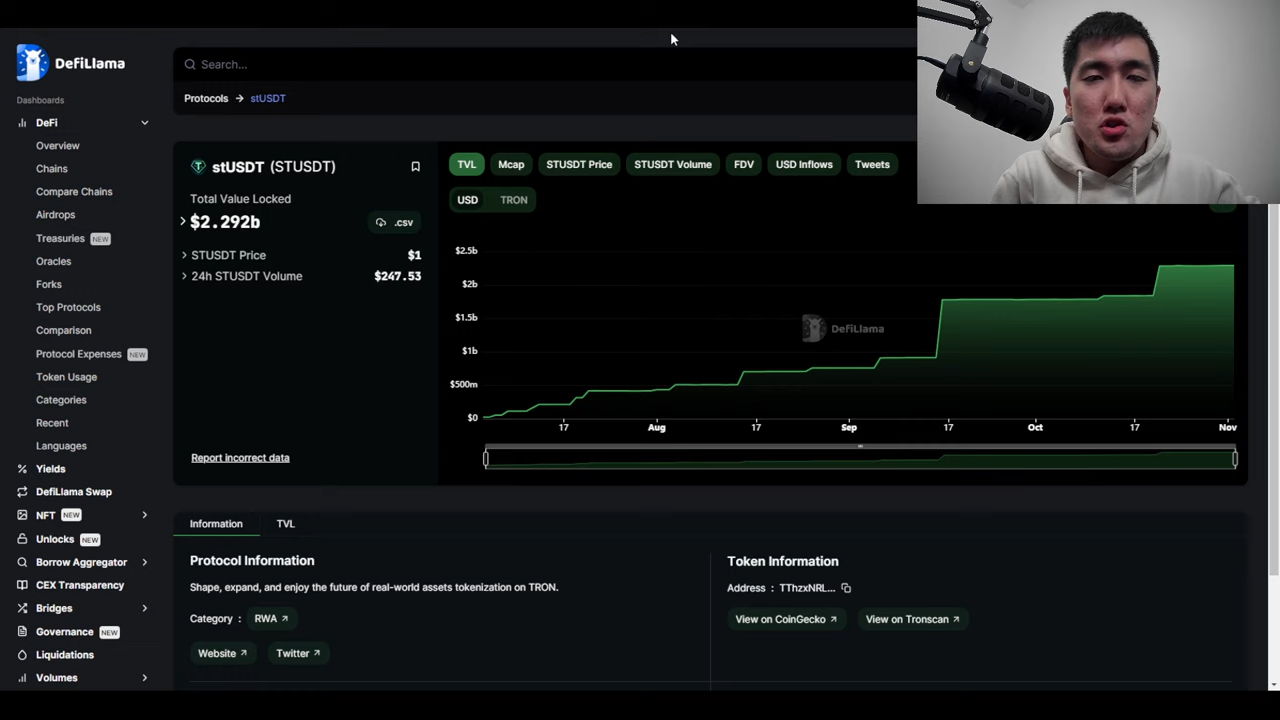 DefiLlama
Search...
Protocols → stUSDT
Dashboards
DeFi
Overview
Chains
Compare Chains
Airdrops
Treasuries NEW
Oracles
Forks
Top Protocols
Comparison
Protocol Expenses NEW
Token Usage
Categories
Recent
Languages
Yields
DefiLlama Swap
NFT NEW
Unlocks NEW
Borrow Aggregator
CEX Transparency
Bridges
Governance NEW
Liquidations
Volumes
stUSDT (STUSDT)
Total Value Locked
$2.292b
.csv
STUSDT Price $1
24h STUSDT Volume $247.53
Report incorrect data
TVL Mcap STUSDT Price STUSDT Volume FDV USD Inflows Tweets
USD TRON
$2.5b
$2b
$1.5b
$1b
$500m
$0
DefiLlama
17 Aug 17 Sep 17 Oct 17 Nov
Information TVL
Protocol Information
Shape, expand, and enjoy the future of real-world assets tokenization on TRON.
Category : RWA
Website Twitter
Token Information
Address : TThzxNRL...
View on CoinGecko View on Tronscan